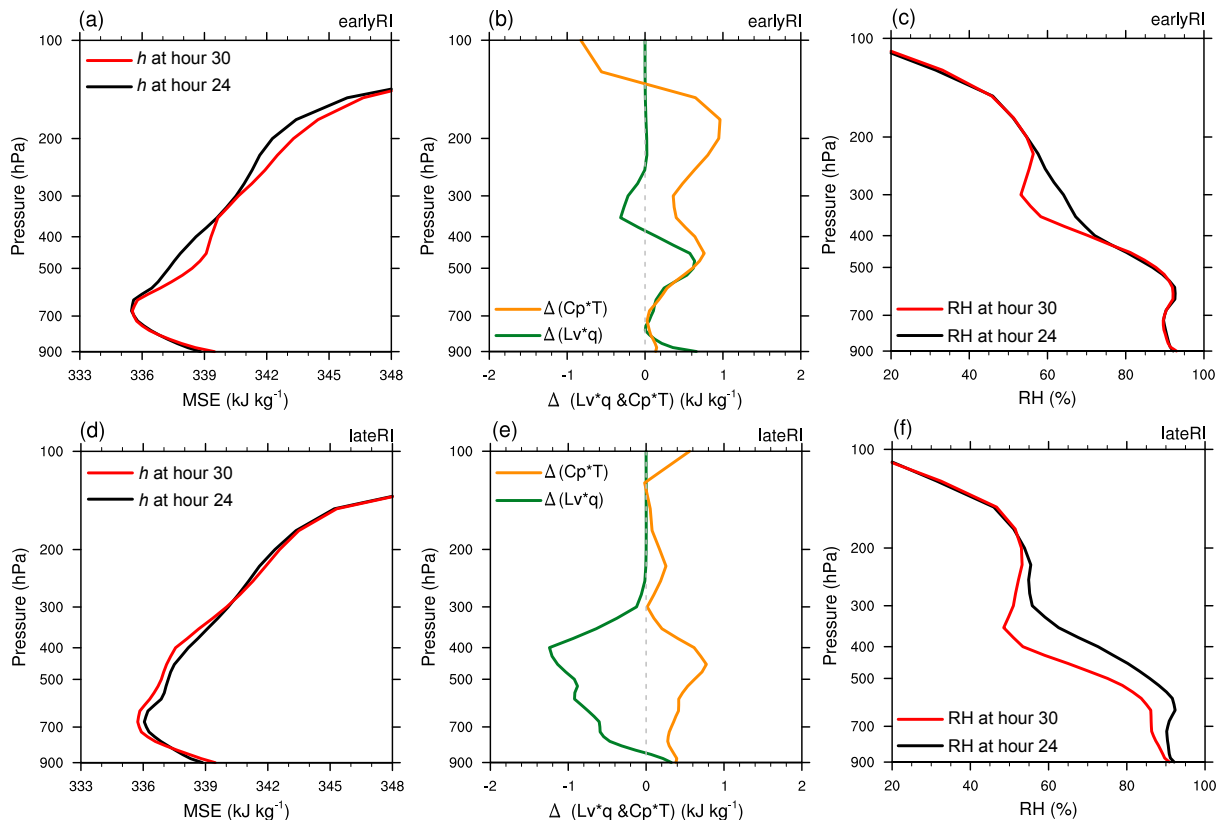 (a) earlyRI
h at hour 30
h at hour 24
100
200
300
400
500
700
900
Pressure (hPa)
333 336 339 342 345 348
MSE (kJ kg⁻¹)
(b) earlyRI
Δ (Cp*T)
Δ (Lv*q)
100
200
300
400
500
700
900
Pressure (hPa)
-2 -1 0 1 2
Δ (Lv*q &Cp*T) (kJ kg⁻¹)
(c) earlyRI
RH at hour 30
RH at hour 24
100
200
300
400
500
700
900
Pressure (hPa)
20 40 60 80 100
RH (%)
(d) lateRI
h at hour 30
h at hour 24
100
200
300
400
500
700
900
Pressure (hPa)
333 336 339 342 345 348
MSE (kJ kg⁻¹)
(e) lateRI
Δ (Cp*T)
Δ (Lv*q)
100
200
300
400
500
700
900
Pressure (hPa)
-2 -1 0 1 2
Δ (Lv*q &Cp*T) (kJ kg⁻¹)
(f) lateRI
RH at hour 30
RH at hour 24
100
200
300
400
500
700
900
Pressure (hPa)
20 40 60 80 100
RH (%)